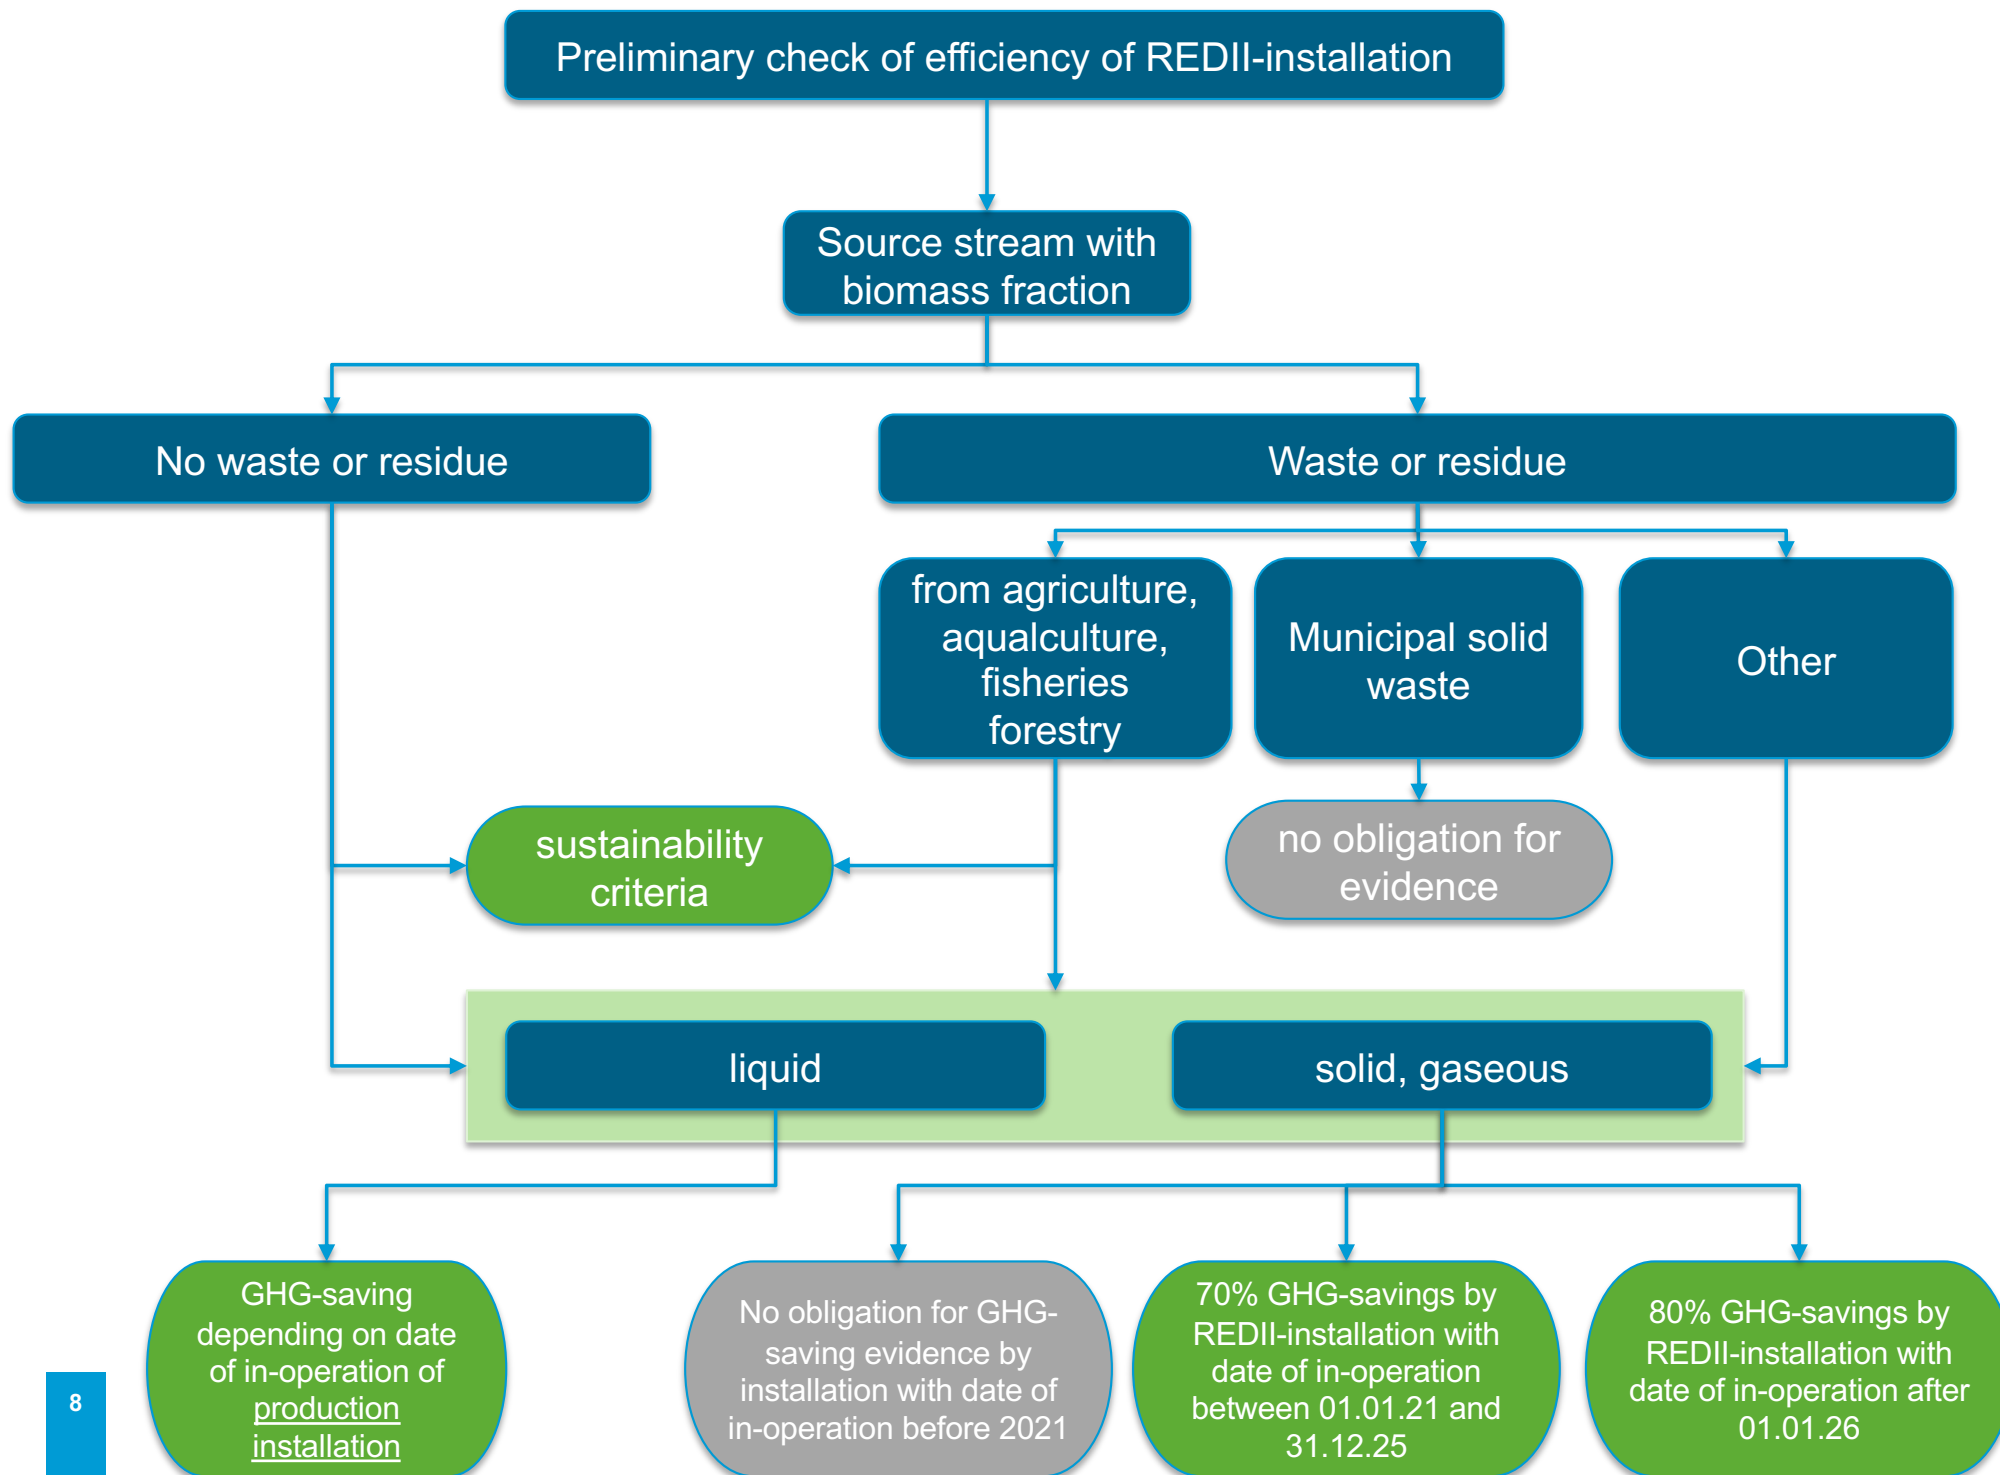 Preliminary check of efficiency of REDII-installation
Source stream with
biomass fraction
No waste or residue
Waste or residue
from agriculture,
aqualculture,
fisheries
forestry
Municipal solid
waste
Other
sustainability
criteria
no obligation for
evidence
liquid
solid, gaseous
GHG-saving
depending on date
of in-operation of
production
installation
No obligation for GHG-
saving evidence by
installation with date of
in-operation before 2021
70% GHG-savings by
REDII-installation with
date of in-operation
between 01.01.21 and
31.12.25
80% GHG-savings by
REDII-installation with
date of in-operation after
01.01.26
8